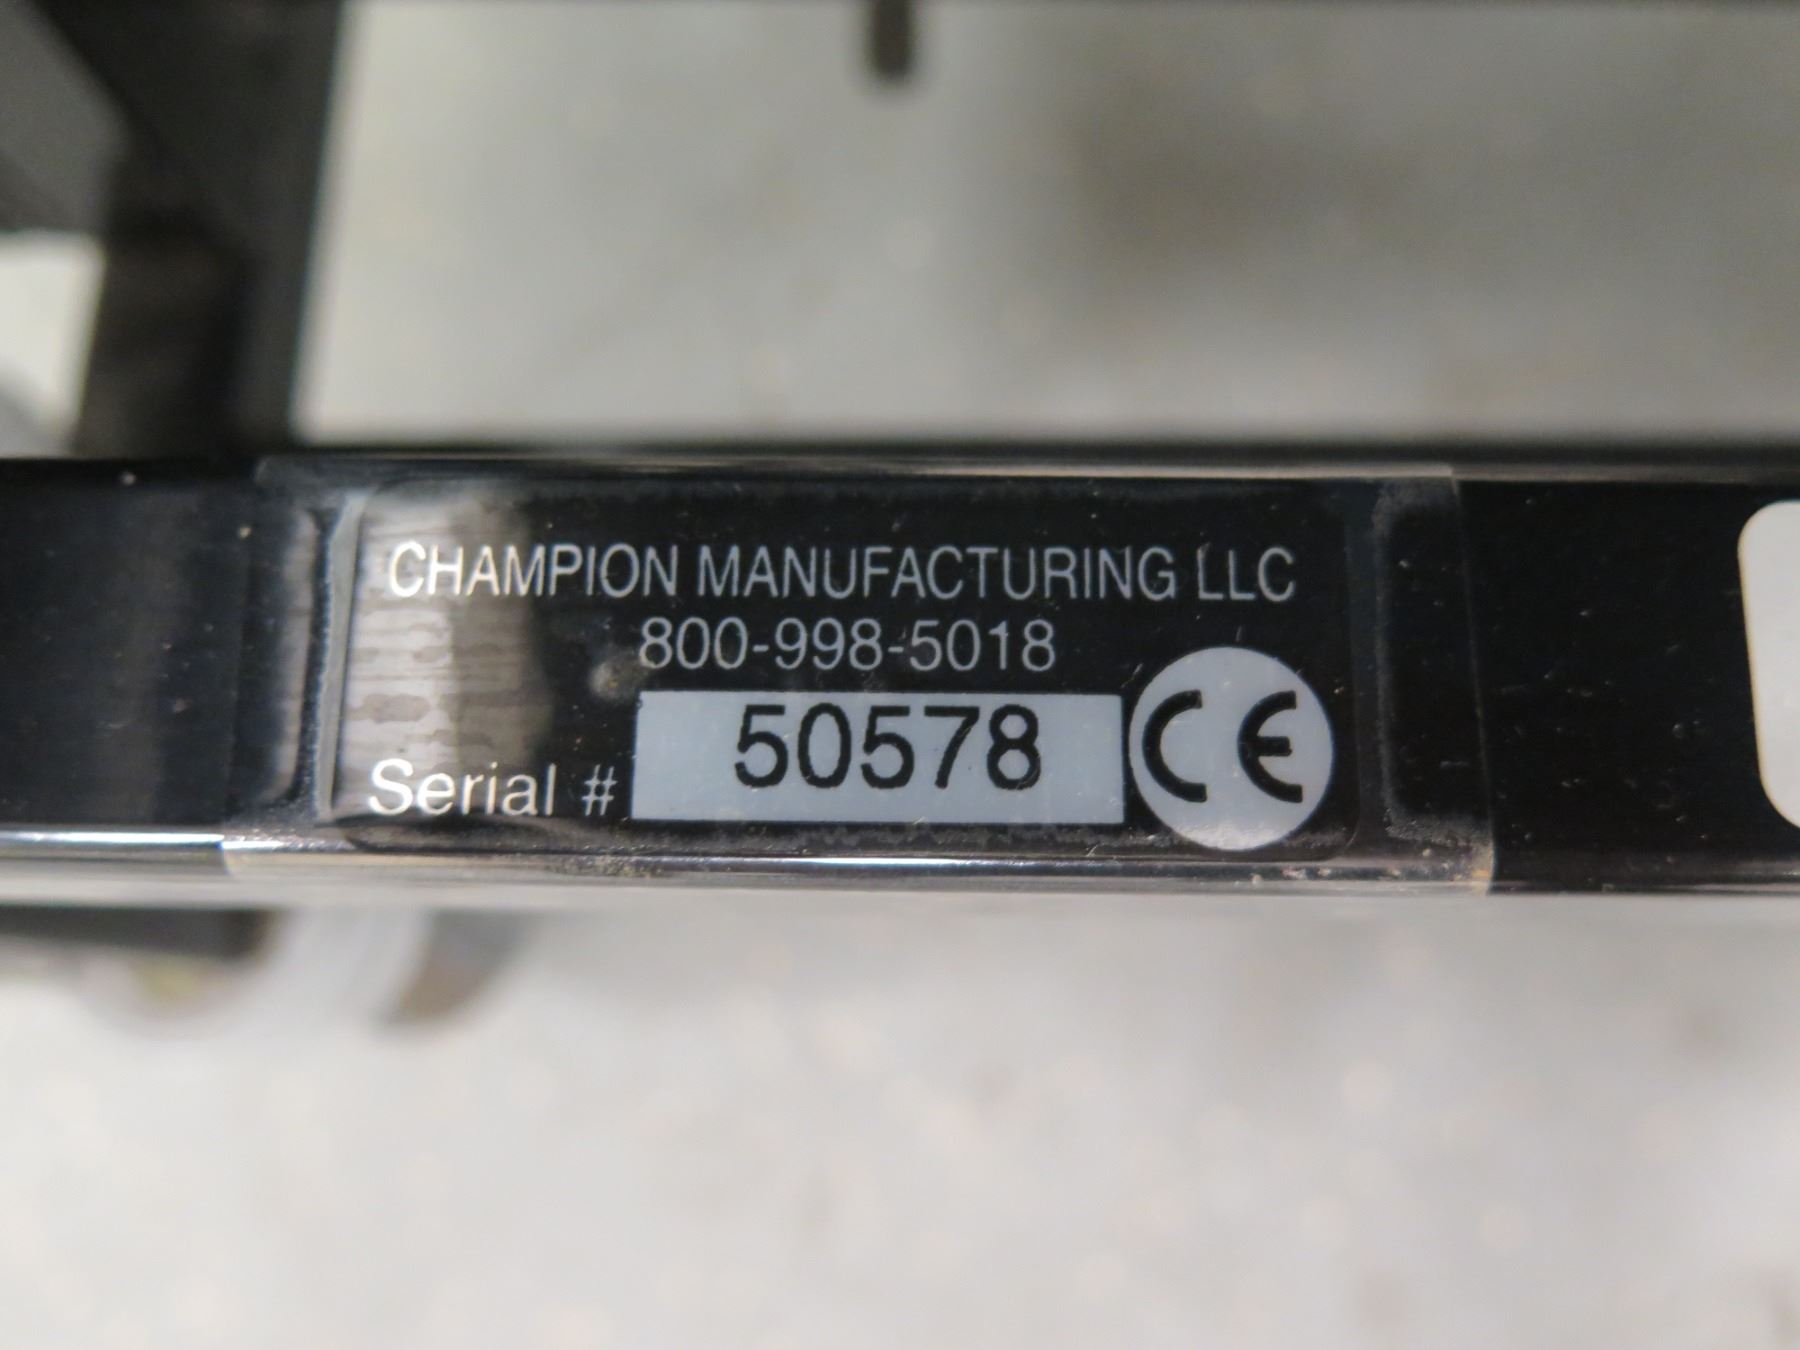 CHAMPION MANUFACTURING LLC
800-998-5018
Serial # 50578 CE